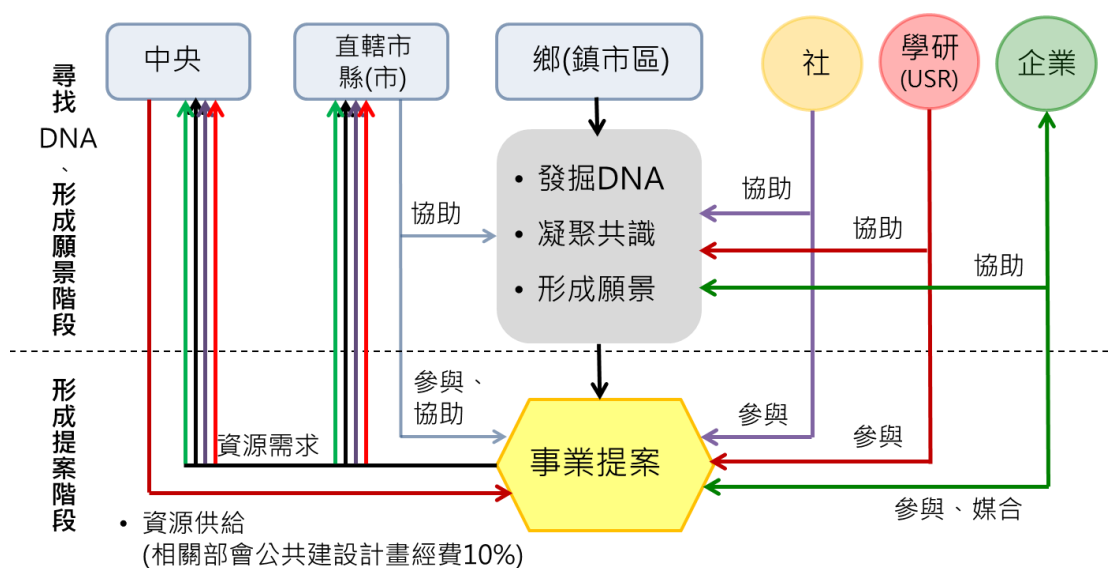 中央
直轄市
縣(市)
鄉(鎮市區)
社
學研
(USR)
企業
尋找DNA、形成願景階段
• 發掘DNA
• 凝聚共識
• 形成願景
協助
協助
協助
協助
形成提案階段
參與、
協助
資源需求
事業提案
參與
參與
參與、媒合
• 資源供給
(相關部會公共建設計畫經費10%)